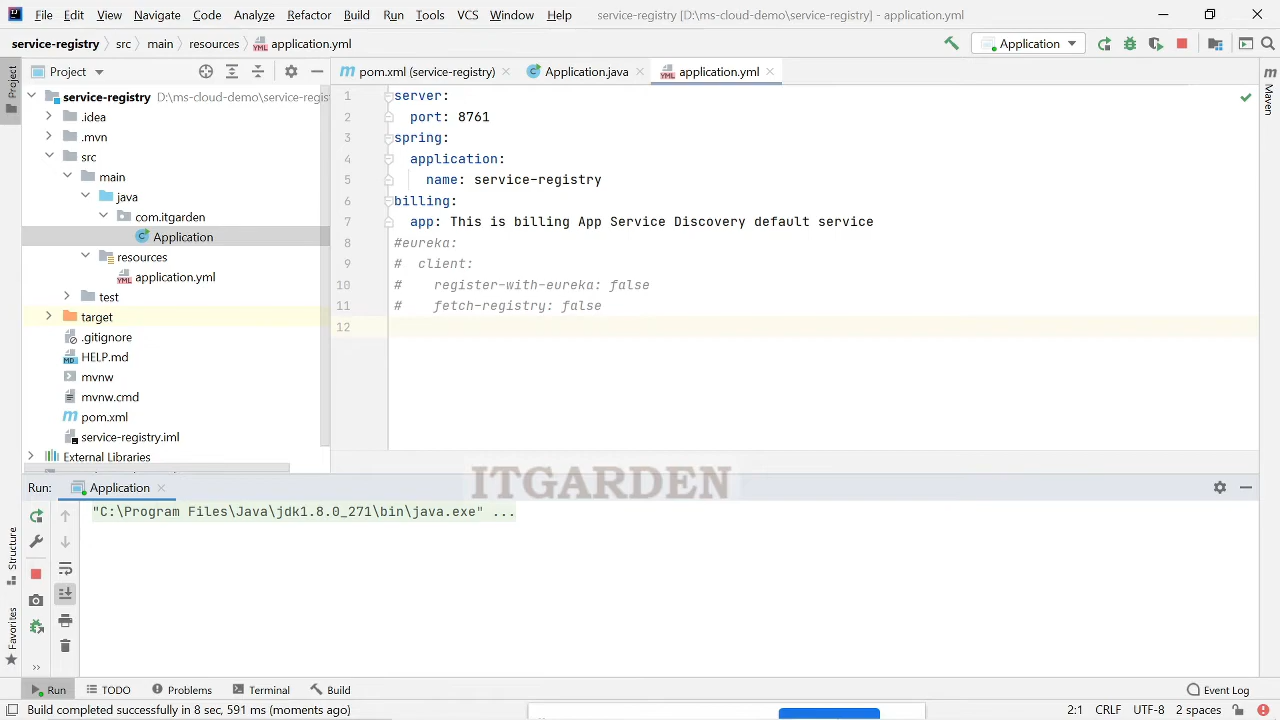 File Edit View Navigate Code Analyze Refactor Build Run Tools VCS Window Help service-registry [D:\ms-cloud-demo\service-registry] - application.yml
service-registry src main resources application.yml Application
Project pom.xml (service-registry) Application.java application.yml
service-registry D:\ms-cloud-demo\service-regis
.idea
.mvn
src
main
java
com.itgarden
Application
resources
application.yml
test
target
.gitignore
HELP.md
mvnw
mvnw.cmd
pom.xml
service-registry.iml
External Libraries
1 server:
2 port: 8761
3 spring:
4 application:
5 name: service-registry
6 billing:
7 app: This is billing App Service Discovery default service
8 #eureka:
9 # client:
10 # register-with-eureka: false
11 # fetch-registry: false
12
Project
Structure
Favorites
Maven
ITGARDEN
Run: Application
"C:\Program Files\Java\jdk1.8.0_271\bin\java.exe" ...
Run TODO Problems Terminal Build Event Log
Build completed successfully in 8 sec, 591 ms (moments ago) 2:1 CRLF UTF-8 2 spaces